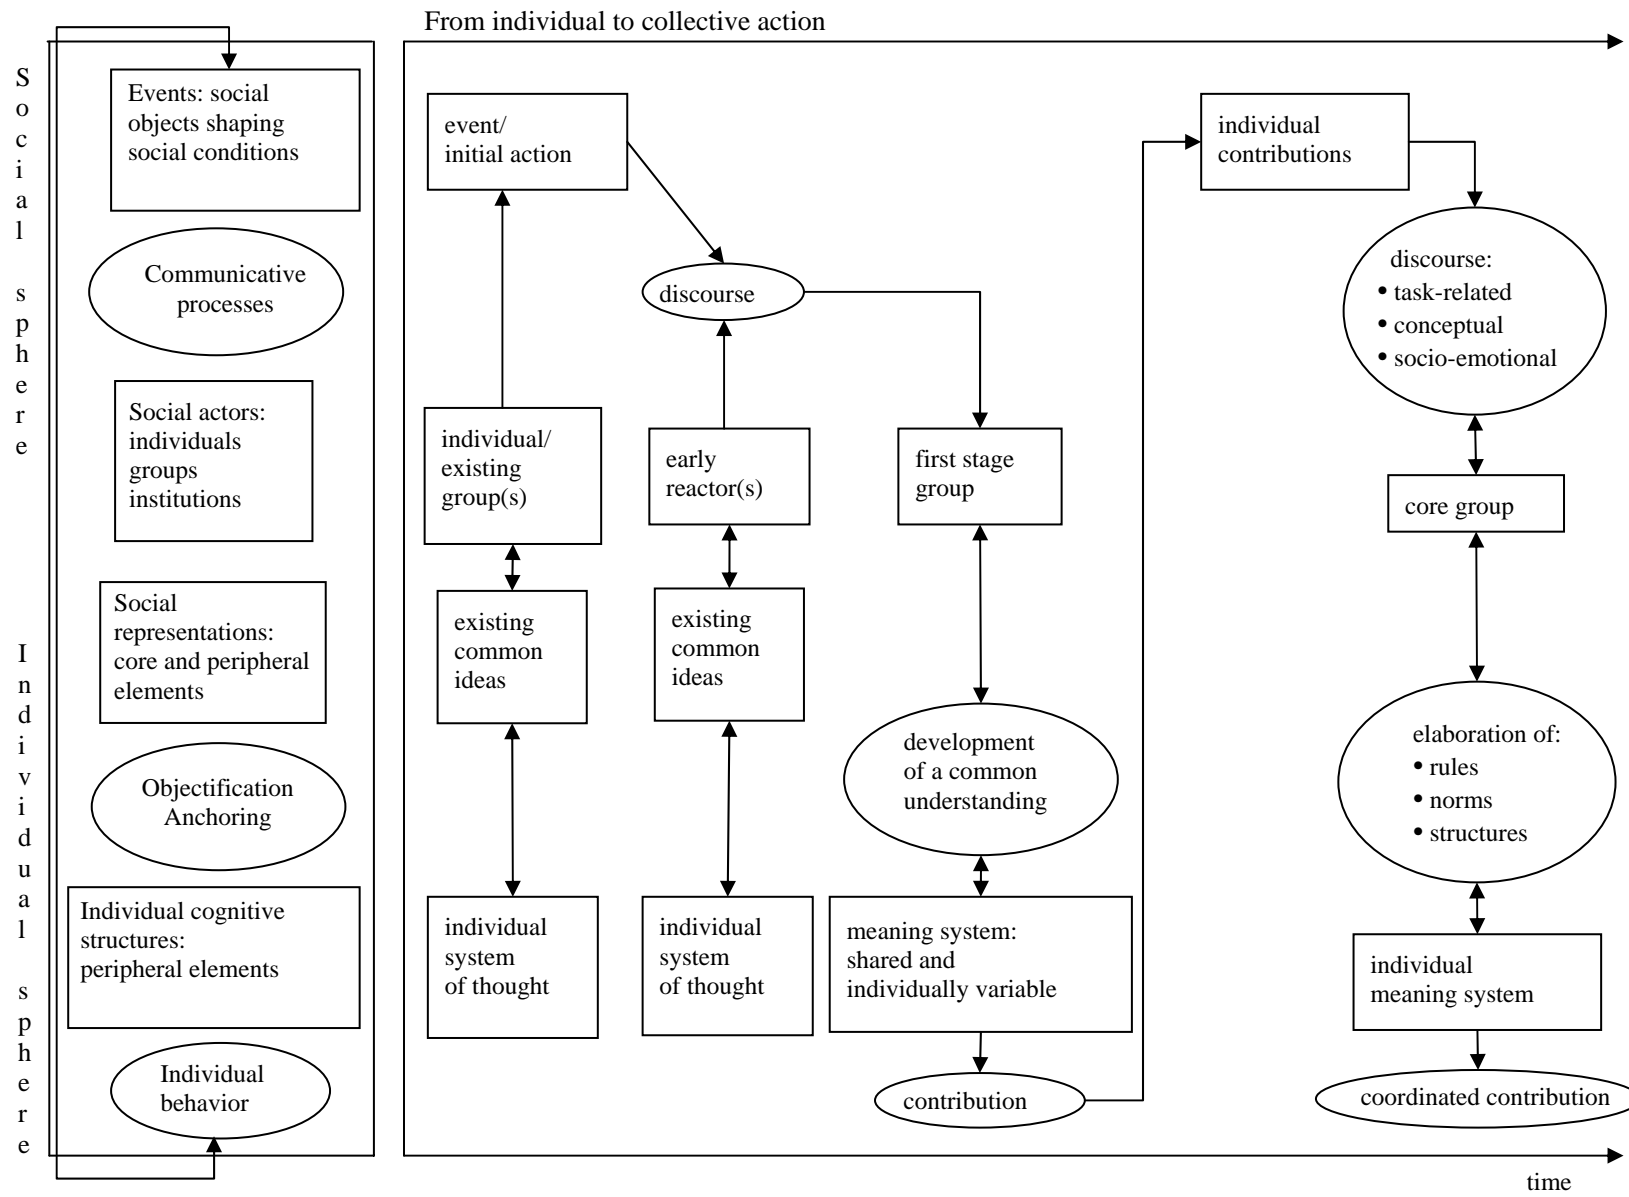 From individual to collective action
Social sphere
Individual sphere
Events: social
objects shaping
social conditions
Communicative
processes
Social actors:
individuals
groups
institutions
Social
representations:
core and peripheral
elements
Objectification
Anchoring
Individual cognitive
structures:
peripheral elements
Individual
behavior
event/
initial action
individual/
existing
group(s)
existing
common
ideas
individual
system
of thought
discourse
early
reactor(s)
existing
common
ideas
individual
system
of thought
first stage
group
development
of a common
understanding
meaning system:
shared and
individually variable
contribution
individual
contributions
discourse:
• task-related
• conceptual
• socio-emotional
core group
elaboration of:
• rules
• norms
• structures
individual
meaning system
coordinated contribution
time